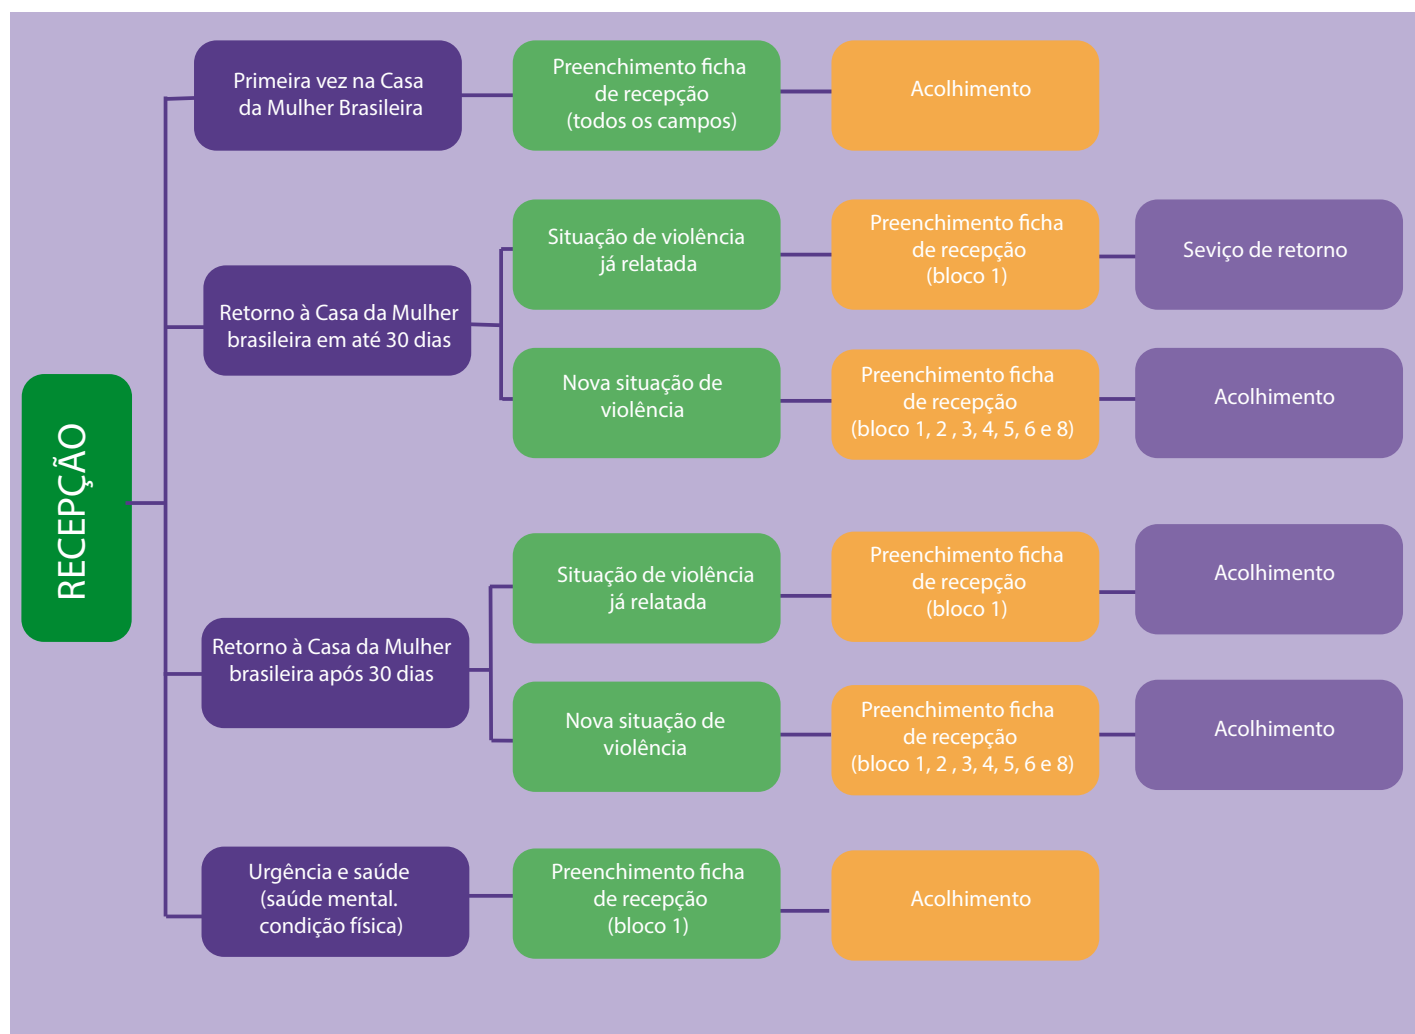 RECEPÇÃO
Primeira vez na Casa
da Mulher Brasileira
Preenchimento ficha
de recepção
(todos os campos)
Acolhimento
Retorno à Casa da Mulher
brasileira em até 30 dias
Situação de violência
já relatada
Preenchimento ficha
de recepção
(bloco 1)
Seviço de retorno
Nova situação de
violência
Preenchimento ficha
de recepção
(bloco 1, 2 , 3, 4, 5, 6 e 8)
Acolhimento
Retorno à Casa da Mulher
brasileira após 30 dias
Situação de violência
já relatada
Preenchimento ficha
de recepção
(bloco 1)
Acolhimento
Nova situação de
violência
Preenchimento ficha
de recepção
(bloco 1, 2 , 3, 4, 5, 6 e 8)
Acolhimento
Urgência e saúde
(saúde mental.
condição física)
Preenchimento ficha
de recepção
(bloco 1)
Acolhimento